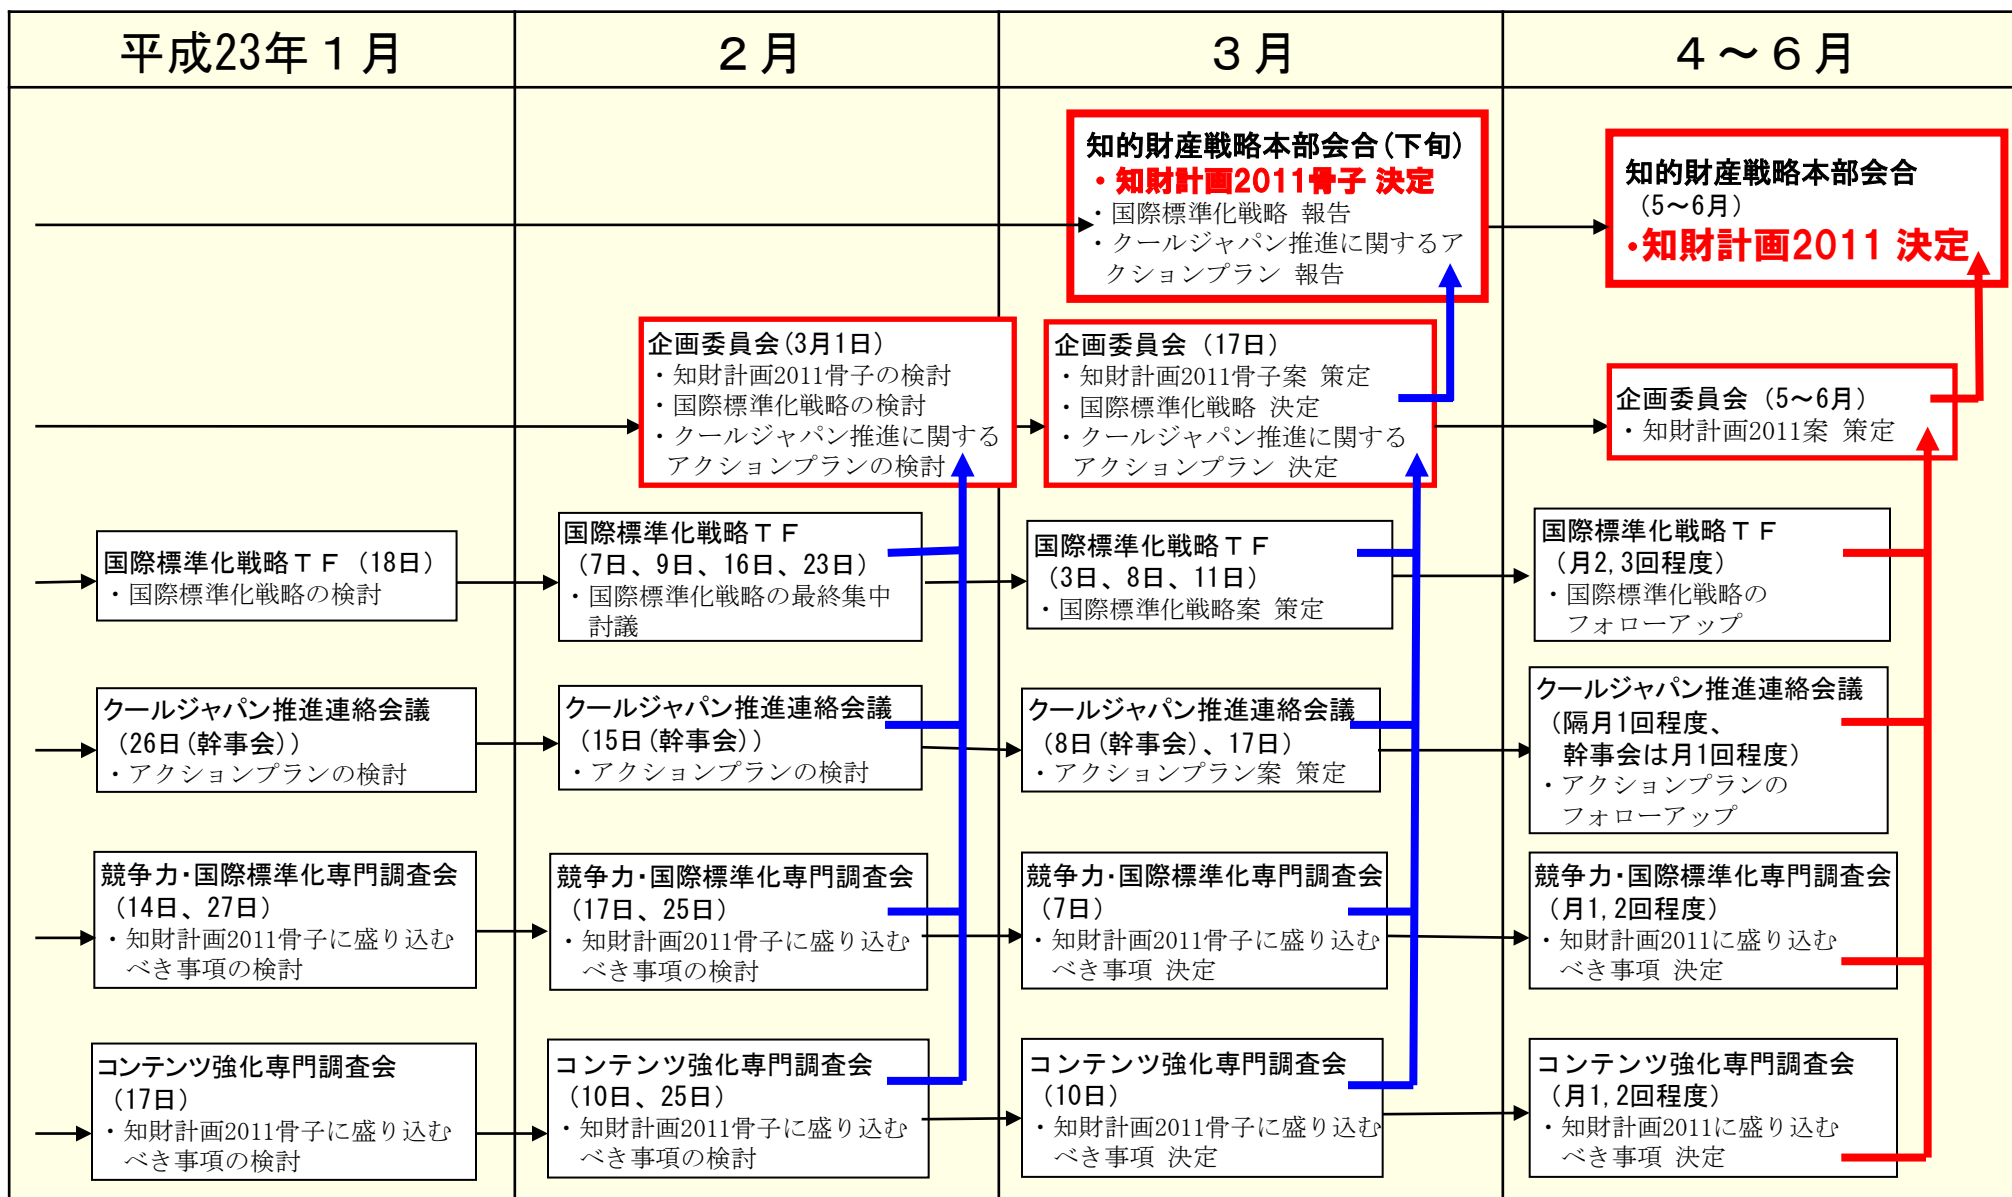 平成23年１月
２月
３月
４～６月
知的財産戦略本部会合(下旬)
・知財計画2011骨子 決定
・国際標準化戦略 報告
・クールジャパン推進に関するア
クションプラン 報告
知的財産戦略本部会合
（5～6月）
・知財計画2011 決定
企画委員会(3月1日)
・知財計画2011骨子の検討
・国際標準化戦略の検討
・クールジャパン推進に関する
アクションプランの検討
企画委員会（17日）
・知財計画2011骨子案 策定
・国際標準化戦略 決定
・クールジャパン推進に関する
アクションプラン 決定
企画委員会（5～6月）
・知財計画2011案 策定
国際標準化戦略ＴＦ（18日）
・国際標準化戦略の検討
国際標準化戦略ＴＦ
（7日、9日、16日、23日）
・国際標準化戦略の最終集中
討議
国際標準化戦略ＴＦ
（3日、8日、11日）
・国際標準化戦略案 策定
国際標準化戦略ＴＦ
（月2,3回程度）
・国際標準化戦略の
フォローアップ
クールジャパン推進連絡会議
（26日(幹事会)）
・アクションプランの検討
クールジャパン推進連絡会議
（15日(幹事会)）
・アクションプランの検討
クールジャパン推進連絡会議
（8日(幹事会)、17日）
・アクションプラン案 策定
クールジャパン推進連絡会議
（隔月1回程度、
幹事会は月1回程度）
・アクションプランの
フォローアップ
競争力・国際標準化専門調査会
（14日、27日）
・知財計画2011骨子に盛り込む
べき事項の検討
競争力・国際標準化専門調査会
（17日、25日）
・知財計画2011骨子に盛り込む
べき事項の検討
競争力・国際標準化専門調査会
（7日）
・知財計画2011骨子に盛り込む
べき事項 決定
競争力・国際標準化専門調査会
（月1,2回程度）
・知財計画2011に盛り込む
べき事項 決定
コンテンツ強化専門調査会
（17日）
・知財計画2011骨子に盛り込む
べき事項の検討
コンテンツ強化専門調査会
（10日、25日）
・知財計画2011骨子に盛り込む
べき事項の検討
コンテンツ強化専門調査会
（10日）
・知財計画2011骨子に盛り込む
べき事項 決定
コンテンツ強化専門調査会
（月1,2回程度）
・知財計画2011に盛り込む
べき事項 決定